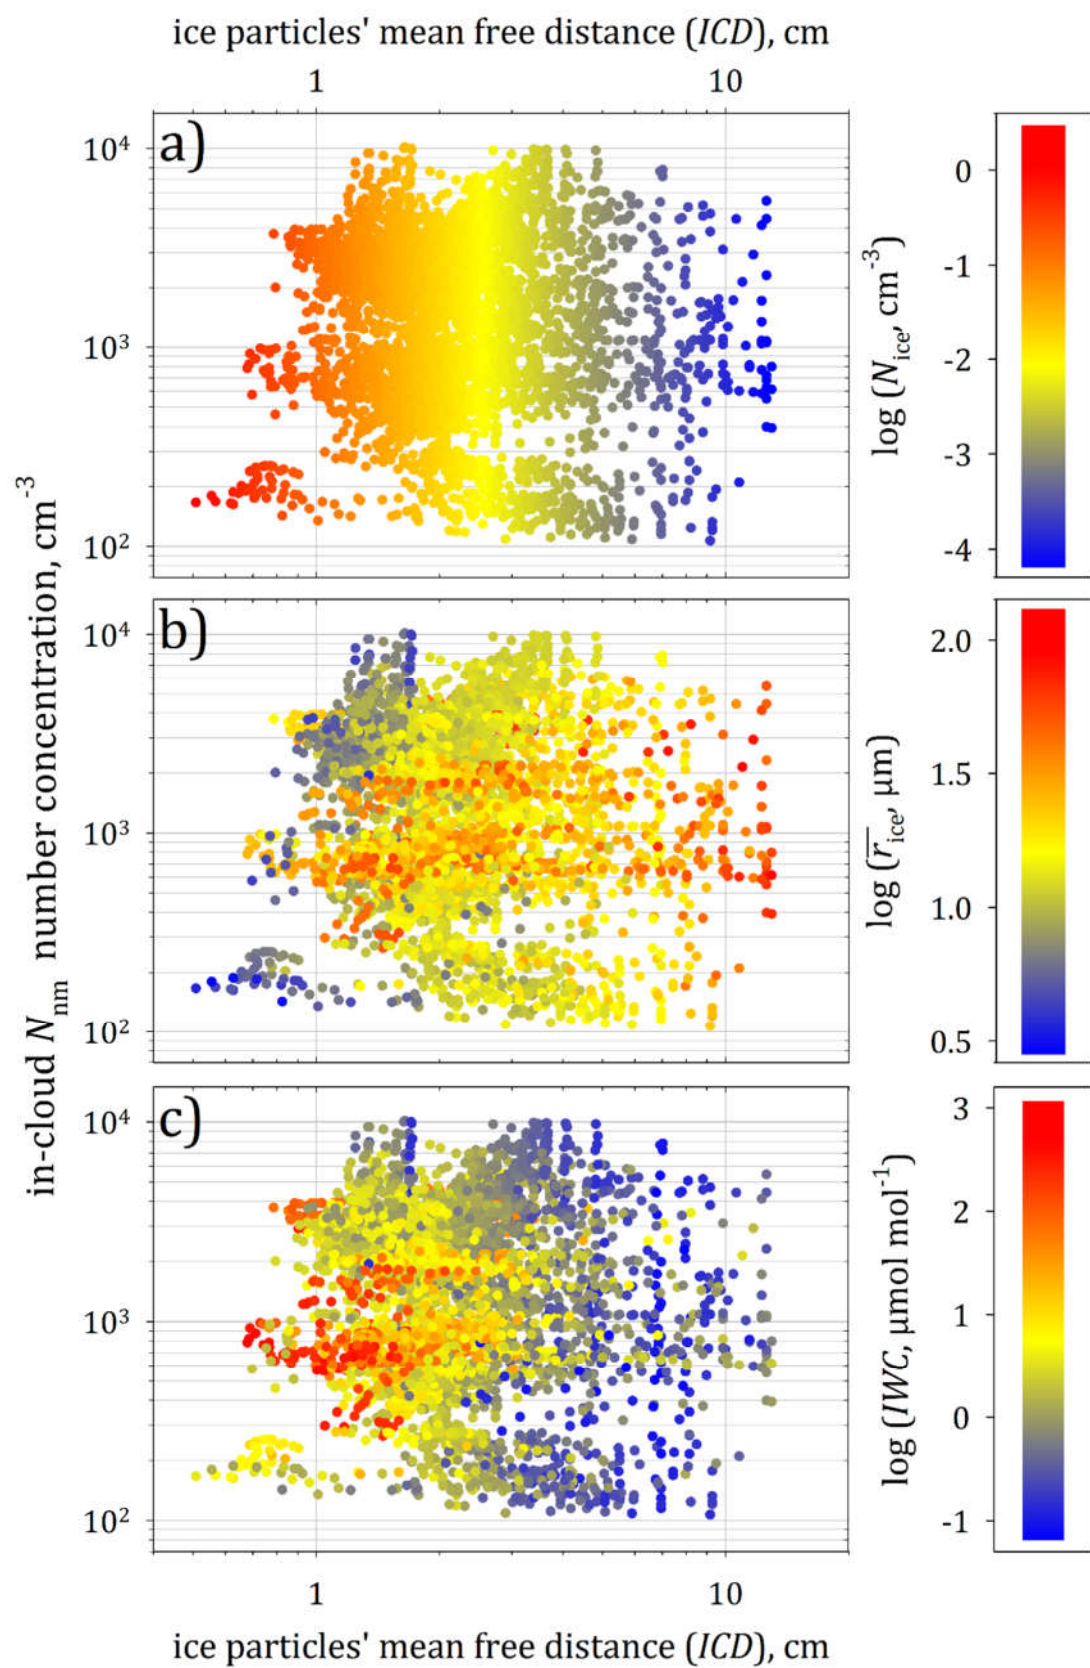 ice particles' mean free distance (ICD), cm
1 10
a)
10⁴
10³
10²
0
-1
-2
-3
-4
log (N_ice, cm⁻³)
b)
10⁴
10³
10²
2.0
1.5
1.0
0.5
log (r̅_ice, μm)
c)
10⁴
10³
10²
3
2
1
0
-1
log (IWC, μmol mol⁻¹)
in-cloud N_nm number concentration, cm⁻³
1 10
ice particles' mean free distance (ICD), cm